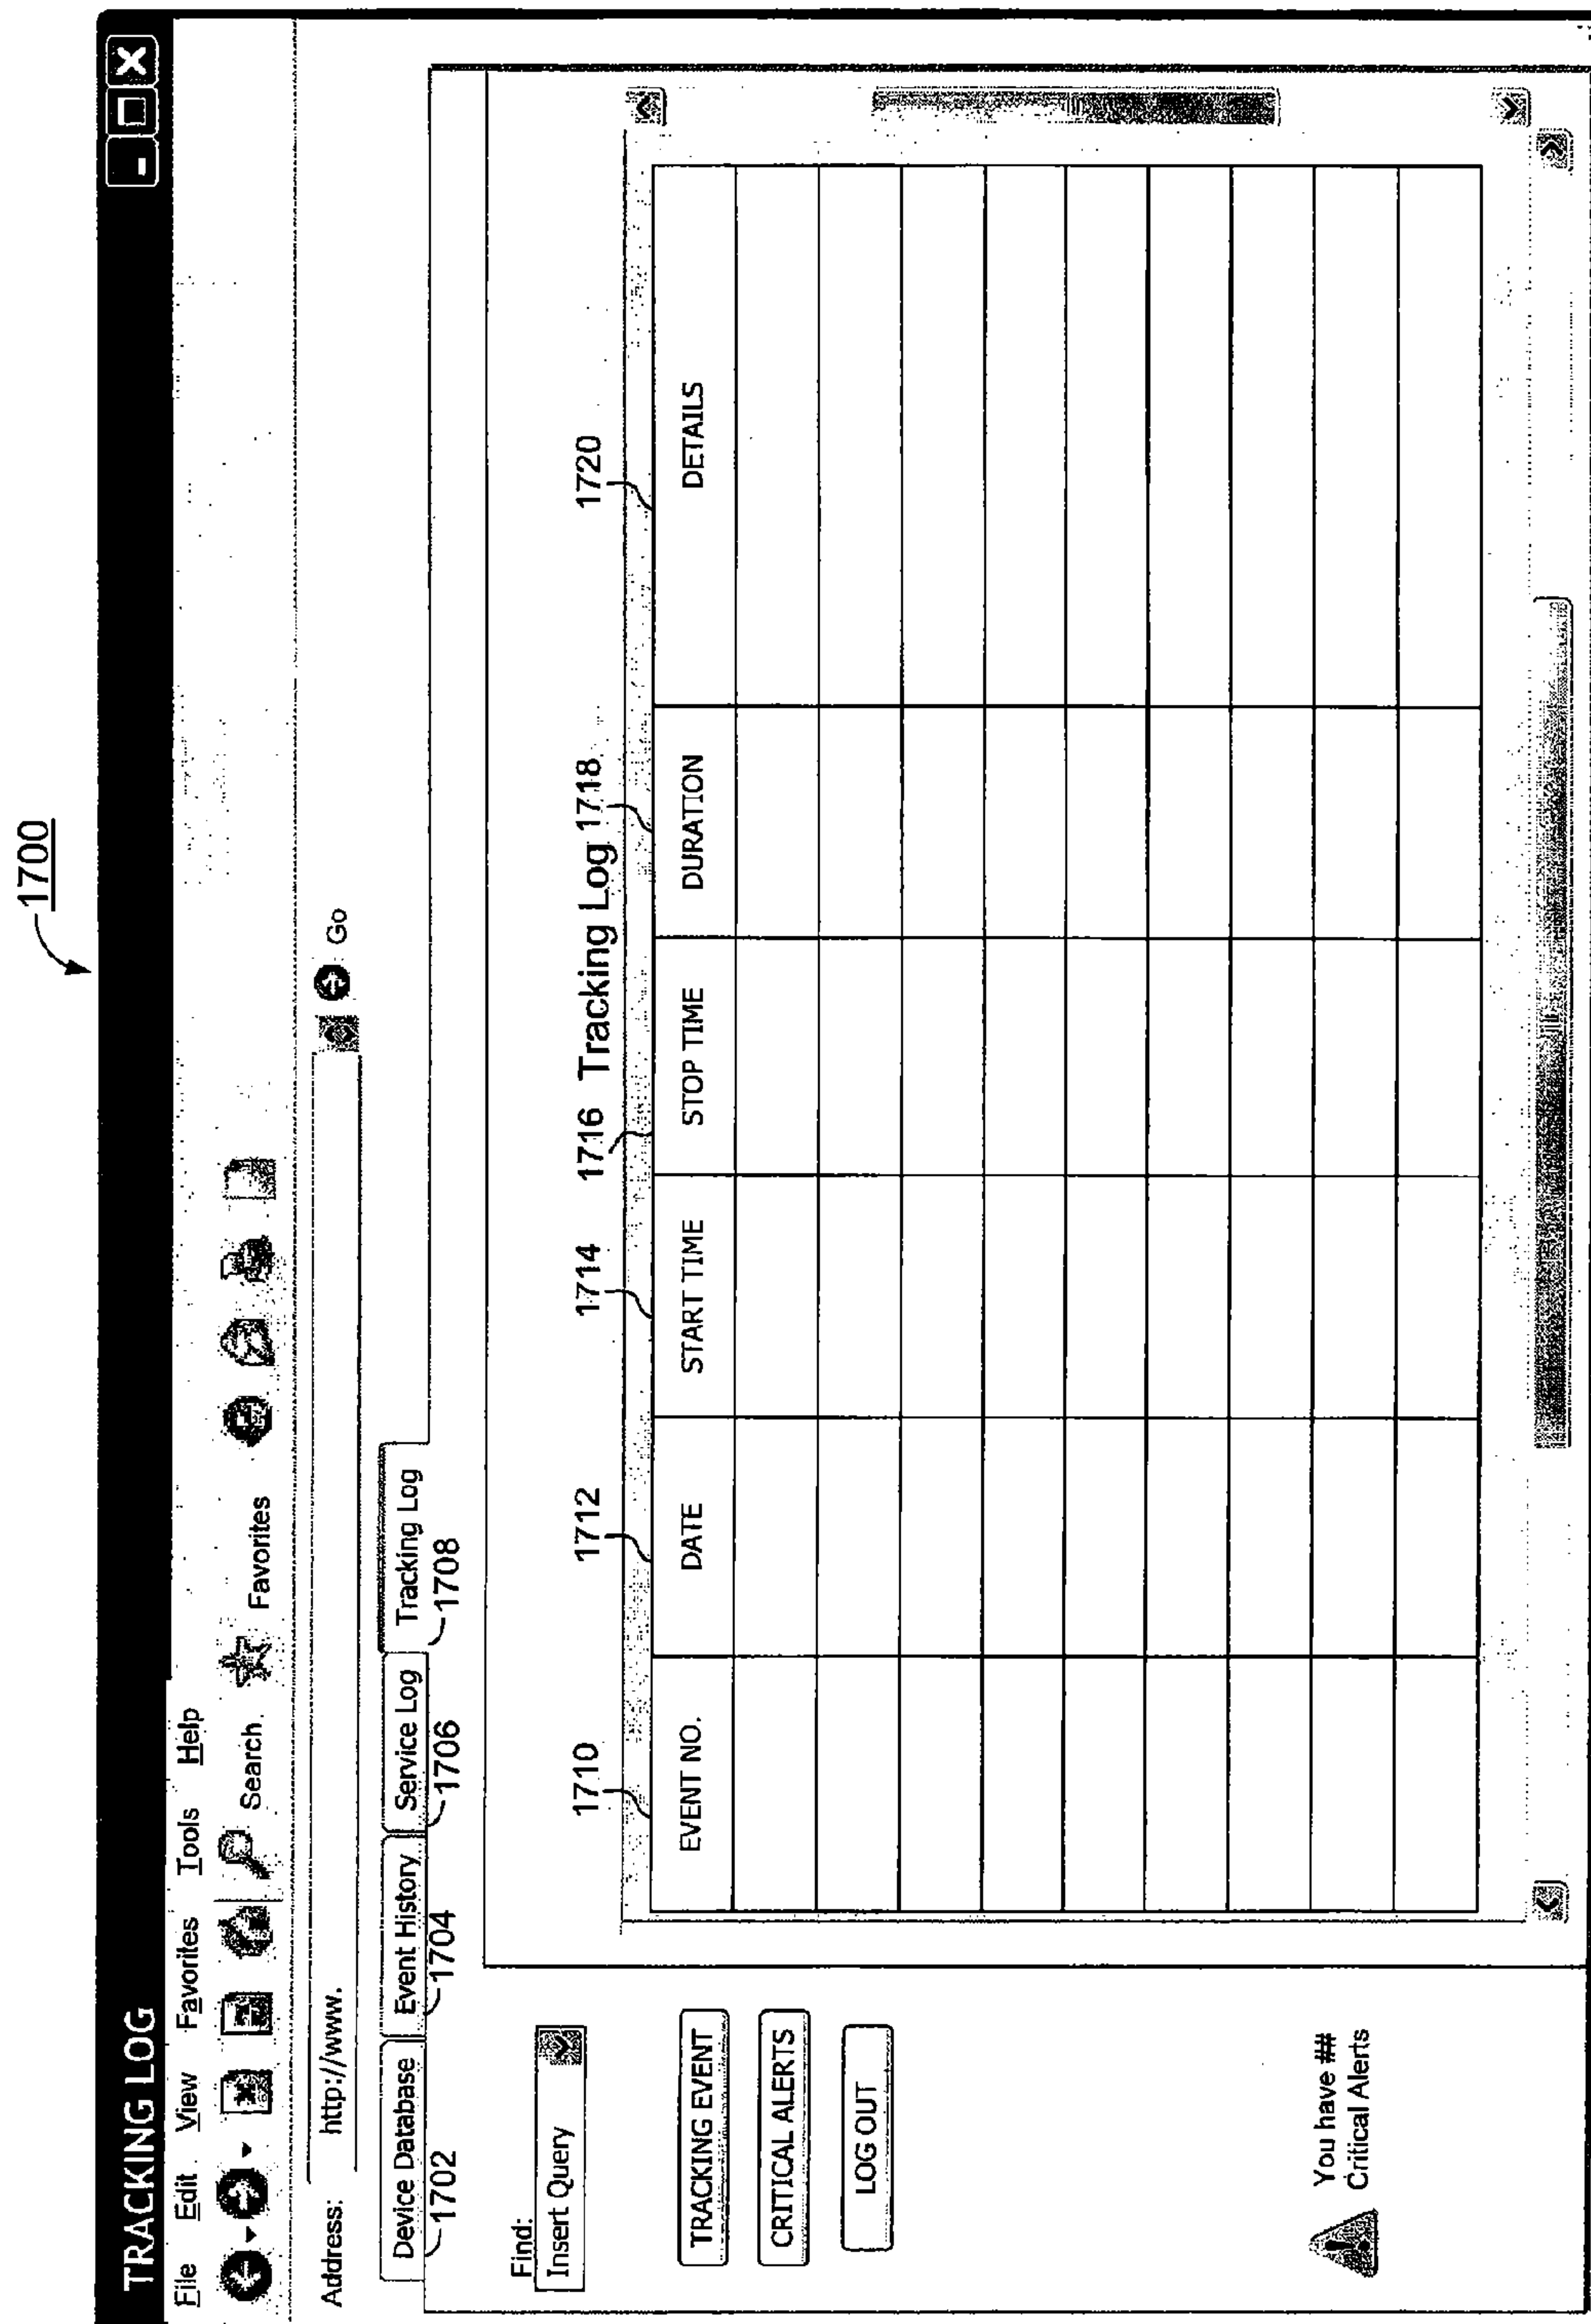 1700
TRACKING LOG
File Edit View Favorites Tools Help
Search Favorites
Address: http://www. Go
Device Database Event History Service Log Tracking Log
1702 1704 1706 1708
Find:
Insert Query
TRACKING EVENT
CRITICAL ALERTS
LOG OUT
You have ##
Critical Alerts
1710 1712 1714 1716 Tracking Log 1718 1720
EVENT NO. DATE START TIME STOP TIME DURATION DETAILS